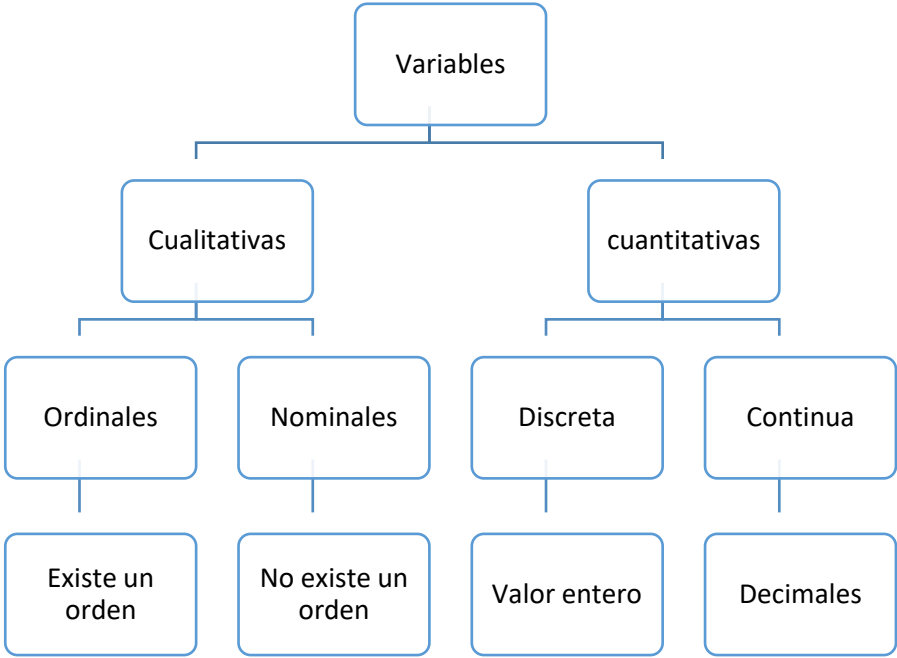 Variables
Cualitativas
cuantitativas
Ordinales
Nominales
Discreta
Continua
Existe un
orden
No existe un
orden
Valor entero
Decimales